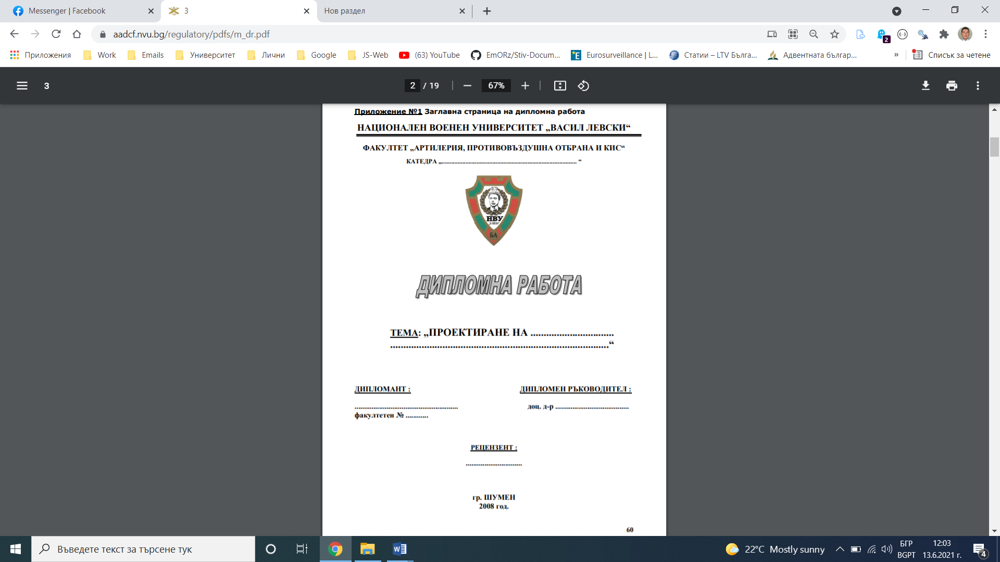 Messenger | Facebook
3
Нов раздел
aadcf.nvu.bg/regulatory/pdfs/m_dr.pdf
2
Приложения
Work
Emails
Университет
Лични
Google
JS-Web
(63) YouTube
EmORz/Stiv-Docum...
Eurosurveillance | L...
Статии – LTV Бълга...
Адвентната българ...
»
Списък за четене
3
2 / 19
67%
Приложение №1 Заглавна страница на дипломна работа
НАЦИОНАЛЕН ВОЕНЕН УНИВЕРСИТЕТ „ВАСИЛ ЛЕВСКИ“
ФАКУЛТЕТ „АРТИЛЕРИЯ, ПРОТИВОВЪЗДУШНА ОТБРАНА И КИС“
КАТЕДРА „..................................................................................... “
1878
НВУ
БА
ДИПЛОМНА РАБОТА
ТЕМА: „ПРОЕКТИРАНЕ НА ................................
....................................................................................“
ДИПЛОМАНТ :
ДИПЛОМЕН РЪКОВОДИТЕЛ :
......................................................
доц. д-р ......................................
факултетен № ............
РЕЦЕНЗЕНТ :
..............................
гр. ШУМЕН
2008 год.
60
Въведете текст за търсене тук
22°C Mostly sunny
БГР
BGPT
12:03
13.6.2021 г.
4